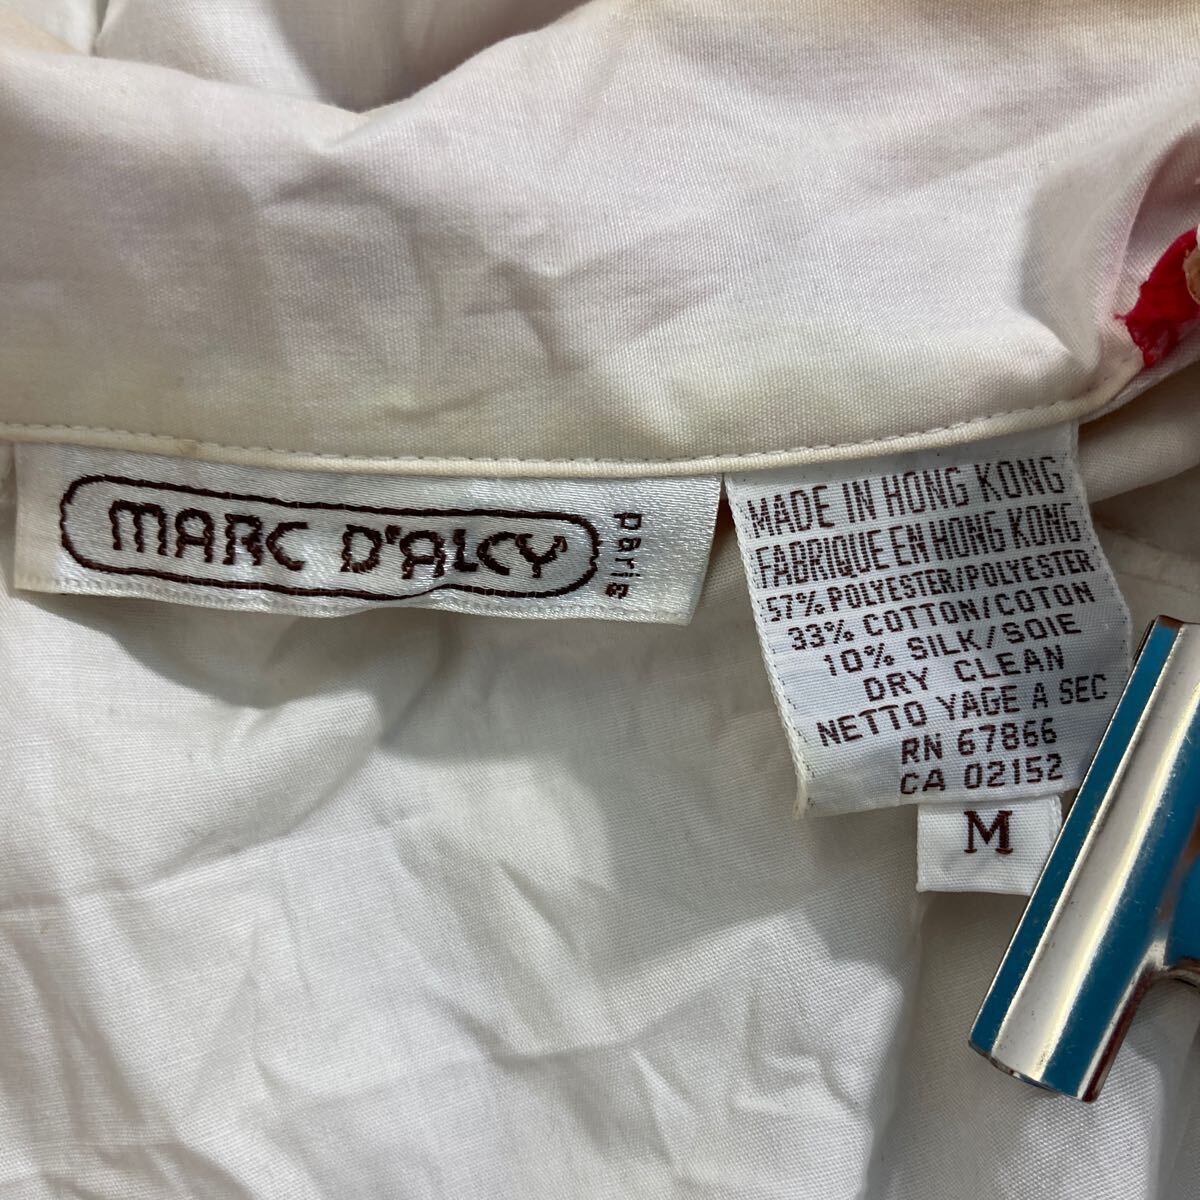 MARC D'ALCY
paris
MADE IN HONG KONG
FABRIQUE EN HONG KONG
57% POLYESTER/POLYESTER
33% COTTON/COTON
10% SILK/SOIE
DRY CLEAN
NETTO YAGE A SEC
RN 67866
CA 02152
M